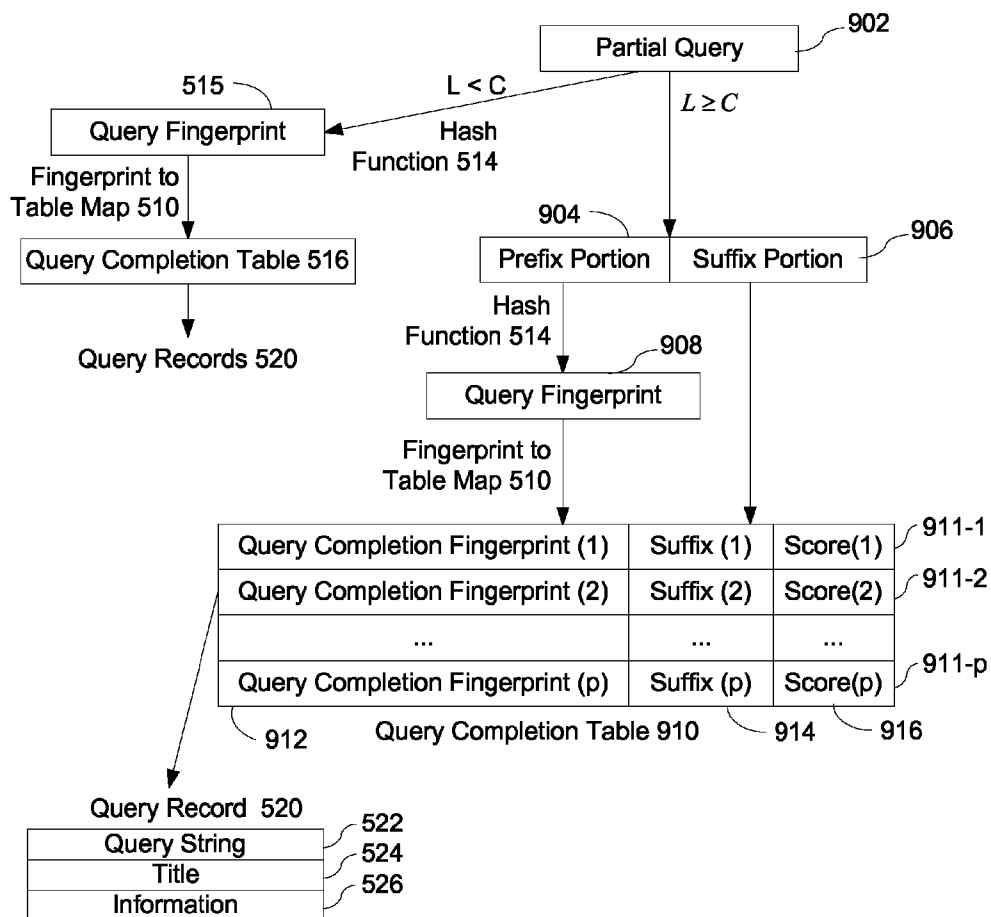 902
Partial Query
515
L < C
L ≥ C
Query Fingerprint
Hash
Function 514
Fingerprint to
Table Map 510
904
906
Query Completion Table 516
Prefix Portion
Suffix Portion
Query Records 520
Hash
Function 514
908
Query Fingerprint
Fingerprint to
Table Map 510
Query Completion Fingerprint (1) Suffix (1) Score(1)
911-1
Query Completion Fingerprint (2) Suffix (2) Score(2)
911-2
... ... ...
Query Completion Fingerprint (p) Suffix (p) Score(p)
911-p
912
Query Completion Table 910
914
916
Query Record 520
522
Query String
524
Title
526
Information